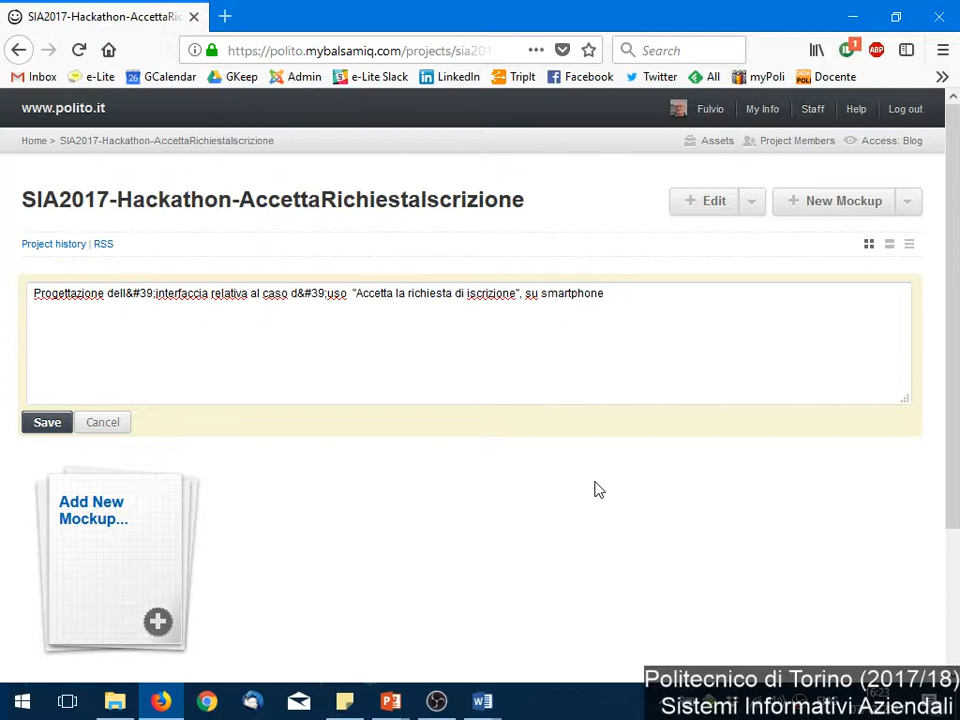 SIA2017-Hackathon-AccettaRic
https://polito.mybalsamiq.com/projects/sia201
Search
1
Inbox
e-Lite
26
GCalendar
GKeep
Admin
e-Lite Slack
LinkedIn
TripIt
Facebook
Twitter
All
myPoli
Docente
www.polito.it
Fulvio
My Info
Staff
Help
Log out
Home > SIA2017-Hackathon-AccettaRichiestaIscrizione
Assets
Project Members
Access: Blog
SIA2017-Hackathon-AccettaRichiestaIscrizione
Edit
New Mockup
Project history | RSS
Progettazione dell&#39;interfaccia relativa al caso d&#39;uso "Accetta la richiesta di iscrizione", su smartphone
Save
Cancel
Add New
Mockup...
Politecnico di Torino (2017/18)
Sistemi Informativi Aziendali